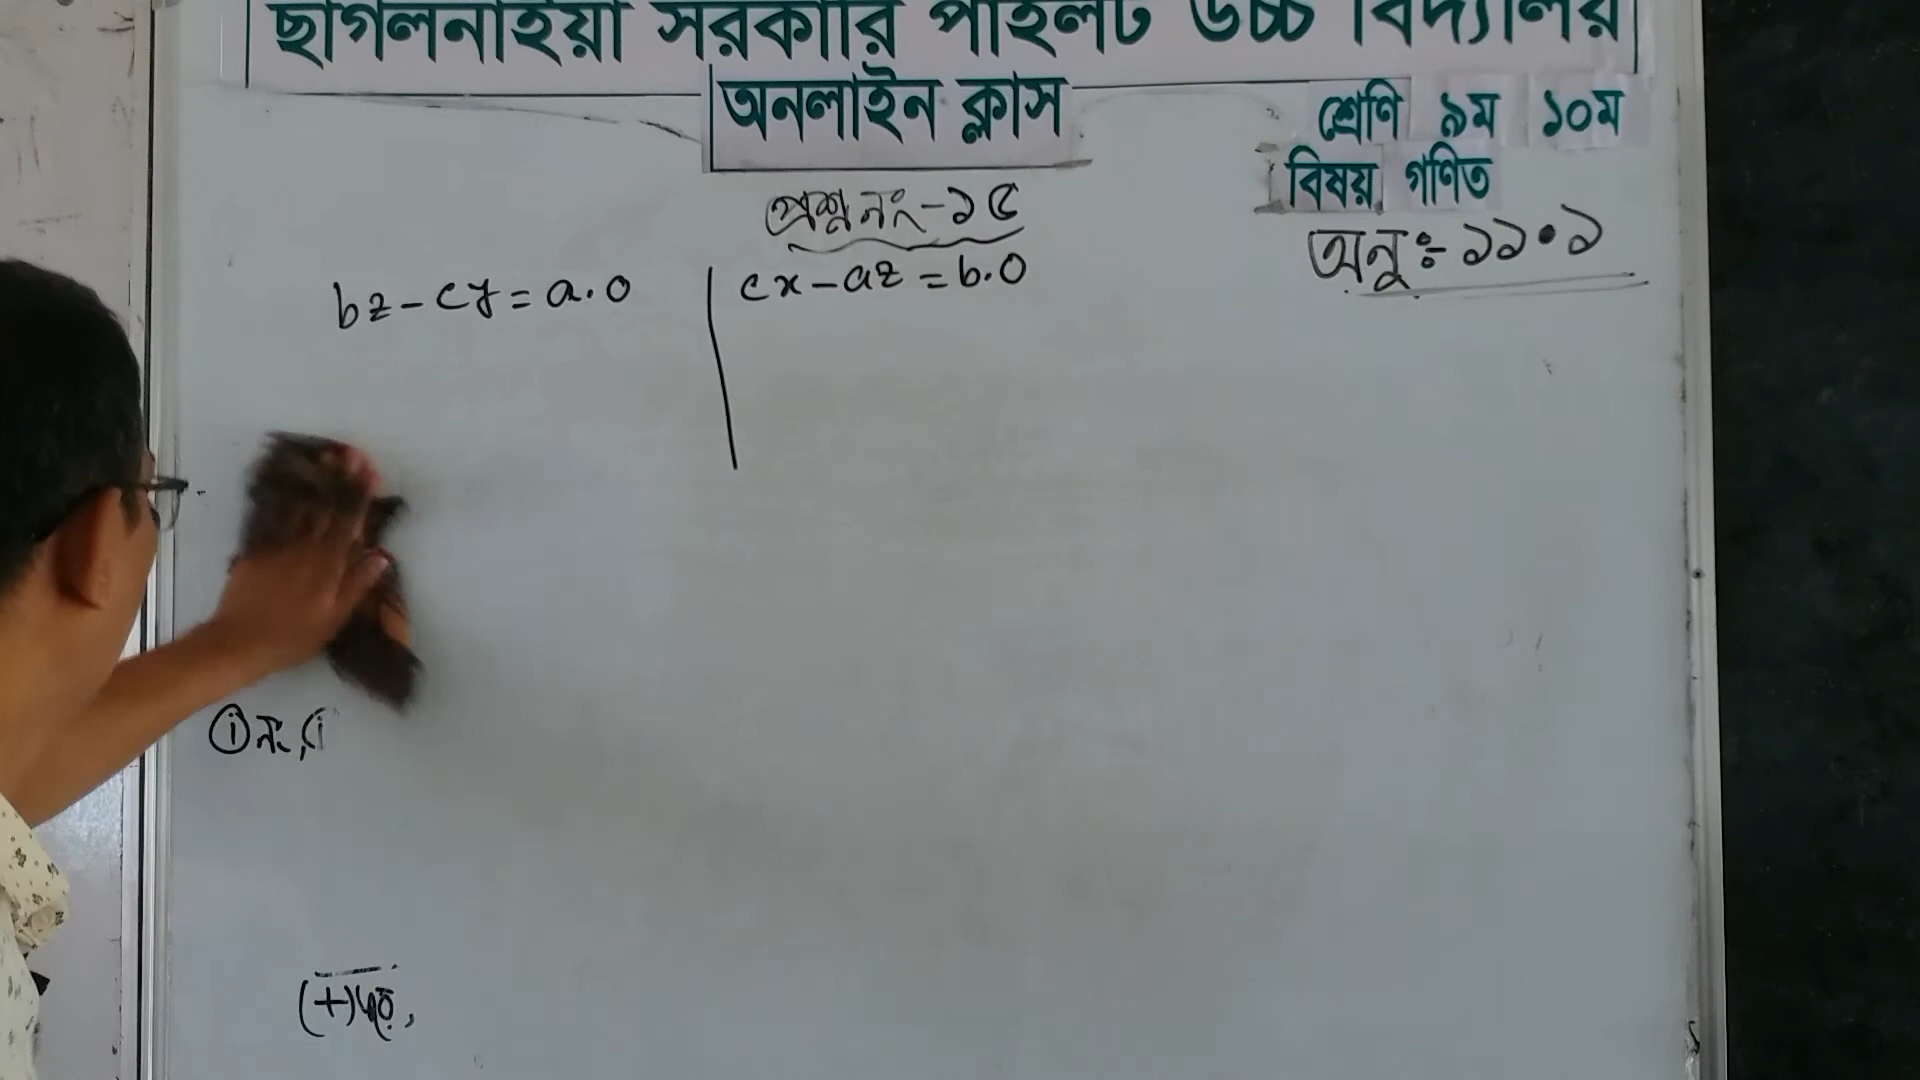 ছাগলনাইয়া সরকারি পাইলট উচ্চ বিদ্যালয়
অনলাইন ক্লাস
শ্রেণি ৯ম ১০ম
বিষয় গণিত
প্রশ্ন নং-১৫
অনুঃ-১১.১
bz-cy=a.0
cx-az=b.0
(i) নং, (i
(+) করে,